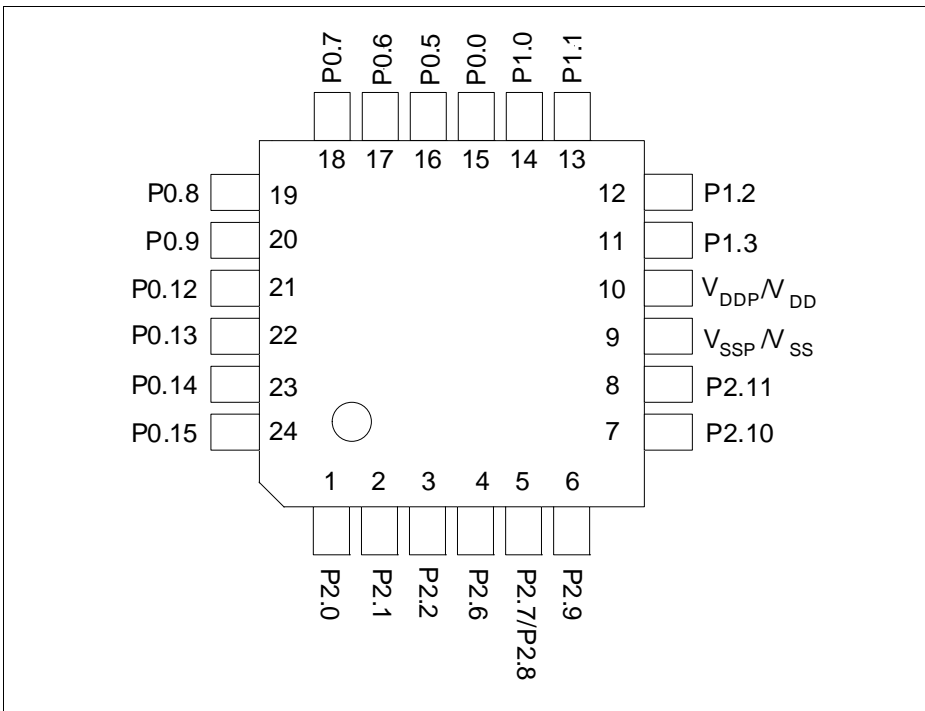 P0.7 P0.6 P0.5 P0.0 P1.0 P1.1
18 17 16 15 14 13
P0.8 19 12 P1.2
P0.9 20 11 P1.3
P0.12 21 10 VDDP/VDD
P0.13 22 9 VSSP/VSS
P0.14 23 8 P2.11
P0.15 24 7 P2.10
1 2 3 4 5 6
P2.0 P2.1 P2.2 P2.6 P2.7/P2.8 P2.9